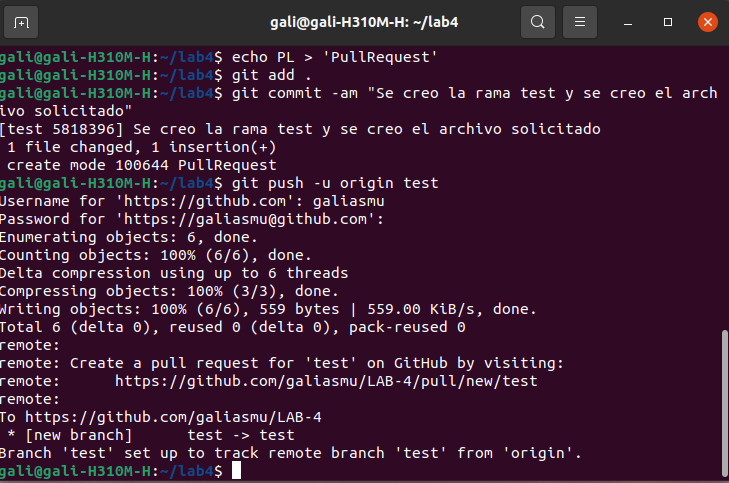 gali@gali-H310M-H: ~/lab4
gali@gali-H310M-H:~/lab4$ echo PL > 'PullRequest'
gali@gali-H310M-H:~/lab4$ git add .
gali@gali-H310M-H:~/lab4$ git commit -am "Se creo la rama test y se creo el arch
ivo solicitado"
[test 5818396] Se creo la rama test y se creo el archivo solicitado
 1 file changed, 1 insertion(+)
 create mode 100644 PullRequest
gali@gali-H310M-H:~/lab4$ git push -u origin test
Username for 'https://github.com': galiasmu
Password for 'https://galiasmu@github.com':
Enumerating objects: 6, done.
Counting objects: 100% (6/6), done.
Delta compression using up to 6 threads
Compressing objects: 100% (3/3), done.
Writing objects: 100% (6/6), 559 bytes | 559.00 KiB/s, done.
Total 6 (delta 0), reused 0 (delta 0), pack-reused 0
remote:
remote: Create a pull request for 'test' on GitHub by visiting:
remote:      https://github.com/galiasmu/LAB-4/pull/new/test
remote:
To https://github.com/galiasmu/LAB-4
 * [new branch]      test -> test
Branch 'test' set up to track remote branch 'test' from 'origin'.
gali@gali-H310M-H:~/lab4$